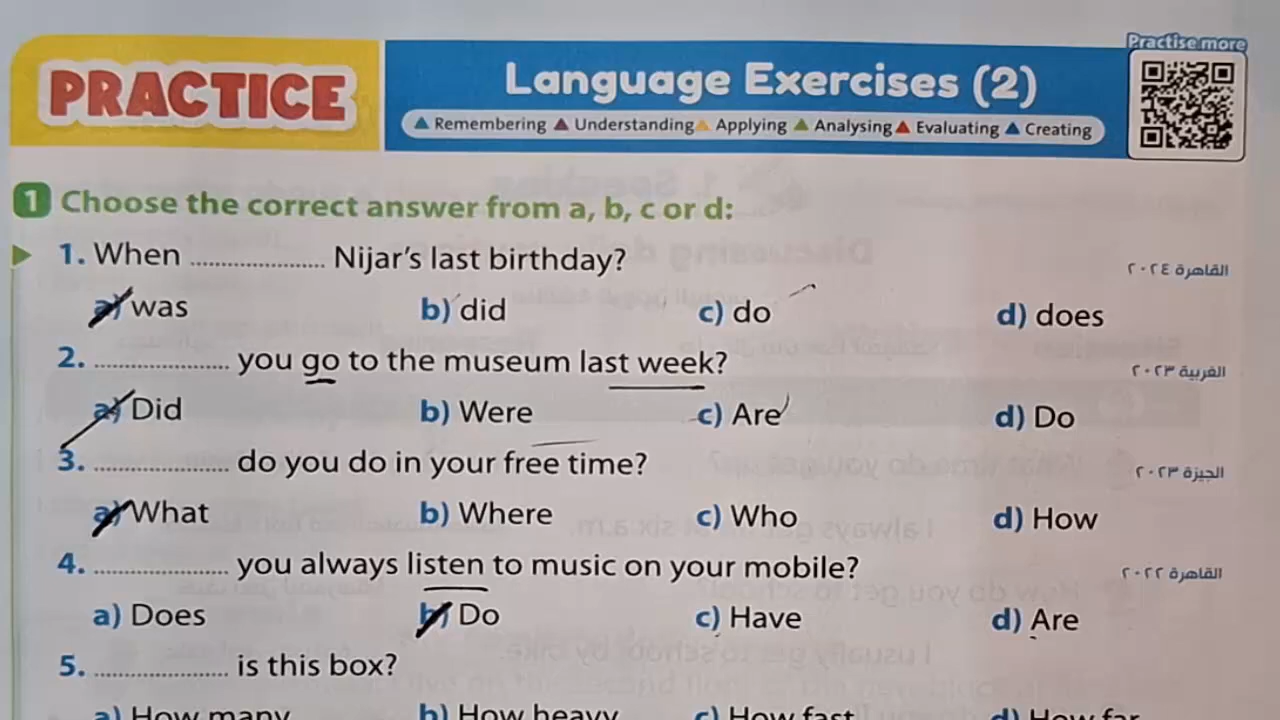 Practise more
PRACTICE
Language Exercises (2)
Remembering Understanding Applying Analysing Evaluating Creating
1 Choose the correct answer from a, b, c or d:
1. When ...................... Nijar's last birthday? القاهرة ٢٠٢٤
a) was b) did c) do d) does
2. ...................... you go to the museum last week? الغربية ٢٠٢٣
a) Did b) Were c) Are d) Do
3. ...................... do you do in your free time? الجيزة ٢٠٢٣
a) What b) Where c) Who d) How
4. ...................... you always listen to music on your mobile? القاهرة ٢٠٢٢
a) Does b) Do c) Have d) Are
5. ...................... is this box?
a) How many b) How heavy c) How fast d) How far